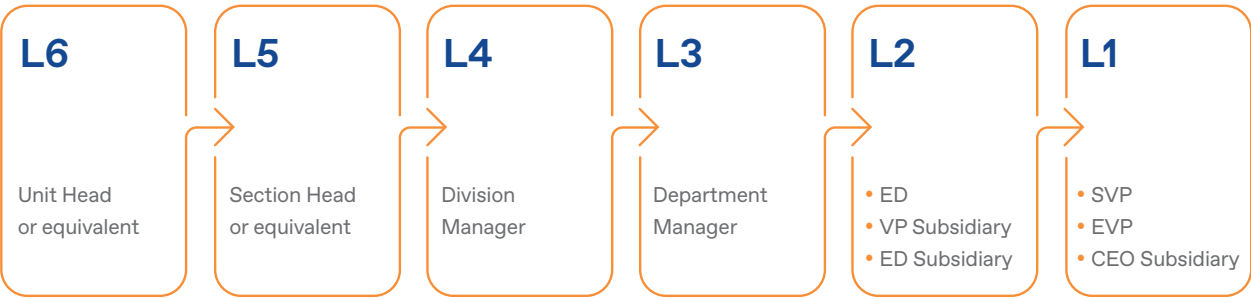 L6
Unit Head
or equivalent
L5
Section Head
or equivalent
L4
Division
Manager
L3
Department
Manager
L2
• ED
• VP Subsidiary
• ED Subsidiary
L1
• SVP
• EVP
• CEO Subsidiary